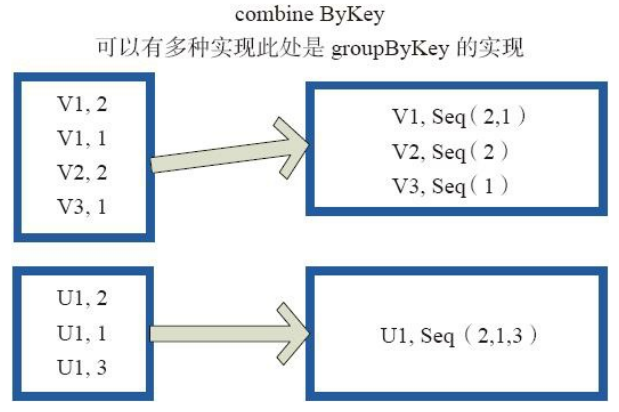 combine ByKey
可以有多种实现此处是 groupByKey 的实现
V1, 2
V1, 1
V2, 2
V3, 1
V1, Seq（2,1）
V2, Seq（2）
V3, Seq（1）
U1, 2
U1, 1
U1, 3
U1, Seq（2,1,3）